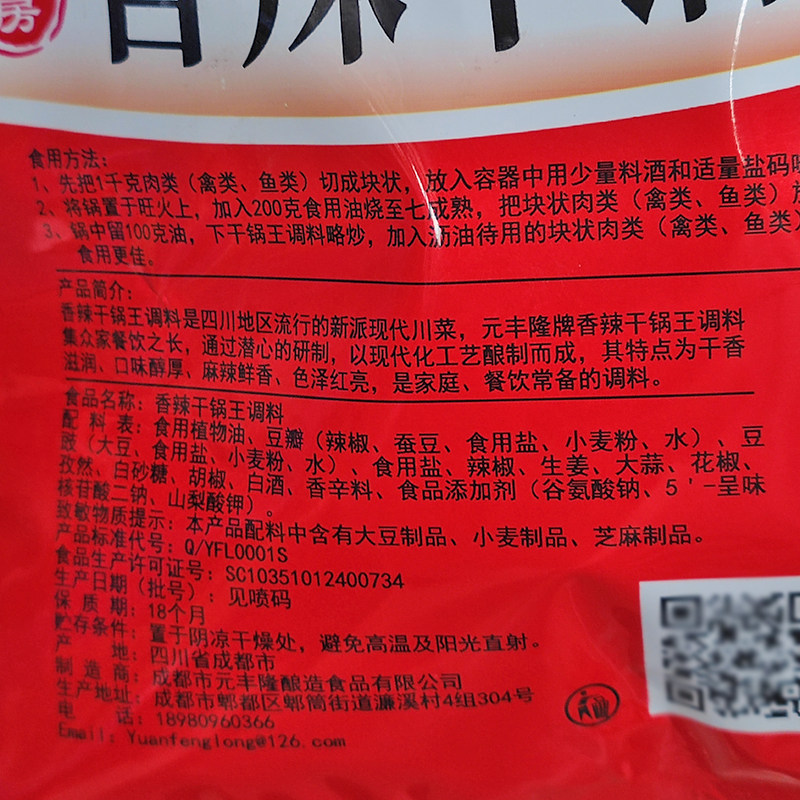 房
香辣干锅
食用方法：
1、先把1千克肉类（禽类、鱼类）切成块状，放入容器中用少量料酒和适量盐码
2、将锅置于旺火上，加入200克食用油烧至七成熟，把块状肉类（禽类、鱼类）
3、锅中留100克油，下干锅王调料略炒，加入沥油待用的块状肉类（禽类、鱼类）
食用更佳。
产品简介：
香辣干锅王调料是四川地区流行的新派现代川菜，元丰隆牌香辣干锅王调料
集众家餐饮之长，通过潜心的研制，以现代化工艺酿制而成，其特点为干香
滋润、口味醇厚、麻辣鲜香、色泽红亮，是家庭、餐饮常备的调料。
食品名称：香辣干锅王调料
配 料 表：食用植物油、豆瓣（辣椒、蚕豆、食用盐、小麦粉、水）、豆
豉（大豆、食用盐、小麦粉、水）、食用盐、辣椒、生姜、大蒜、花椒、
孜然、白砂糖、胡椒、白酒、香辛料、食品添加剂（谷氨酸钠、5＇-呈味
核苷酸二钠、山梨酸钾）。
致敏物质提示：本产品配料中含有大豆制品、小麦制品、芝麻制品。
产品标准代号：Q/YFL0001S
食品生产许可证号：SC10351012400734
生产日期（批号）：见喷码
保 质 期：18个月
贮存条件：置于阴凉干燥处，避免高温及阳光直射。
产 地：四川省成都市
制 造 商：成都市元丰隆酿造食品有限公司
生产地址：成都市郫都区郫筒街道濂溪村4组304号
电 话：18980960366
Email：Yuanfenglong@126.com